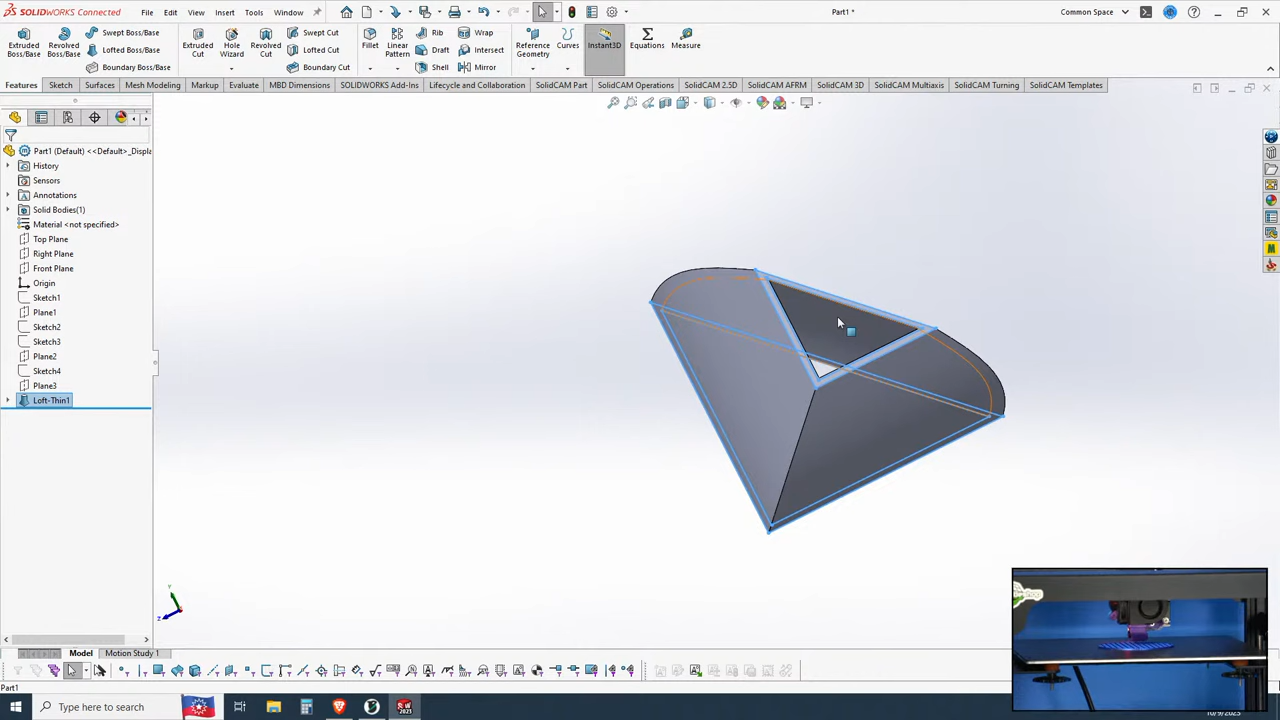 SOLIDWORKS Connected
File
Edit
View
Insert
Tools
Window
Part1 *
Common Space
Extruded Boss/Base
Revolved Boss/Base
Swept Boss/Base
Lofted Boss/Base
Boundary Boss/Base
Extruded Cut
Hole Wizard
Revolved Cut
Swept Cut
Lofted Cut
Boundary Cut
Fillet
Linear Pattern
Rib
Draft
Shell
Wrap
Intersect
Mirror
Reference Geometry
Curves
Instant3D
Equations
Measure
Features
Sketch
Surfaces
Mesh Modeling
Markup
Evaluate
MBD Dimensions
SOLIDWORKS Add-Ins
Lifecycle and Collaboration
SolidCAM Part
SolidCAM Operations
SolidCAM 2.5D
SolidCAM AFRM
SolidCAM 3D
SolidCAM Multiaxis
SolidCAM Turning
SolidCAM Templates
Part1 (Default) <<Default>_Displa
History
Sensors
Annotations
Solid Bodies(1)
Material <not specified>
Top Plane
Right Plane
Front Plane
Origin
Sketch1
Plane1
Sketch2
Sketch3
Plane2
Sketch4
Plane3
Loft-Thin1
Y
Z
Model
Motion Study 1
Part1
Type here to search
SW
2023
10/9/2023